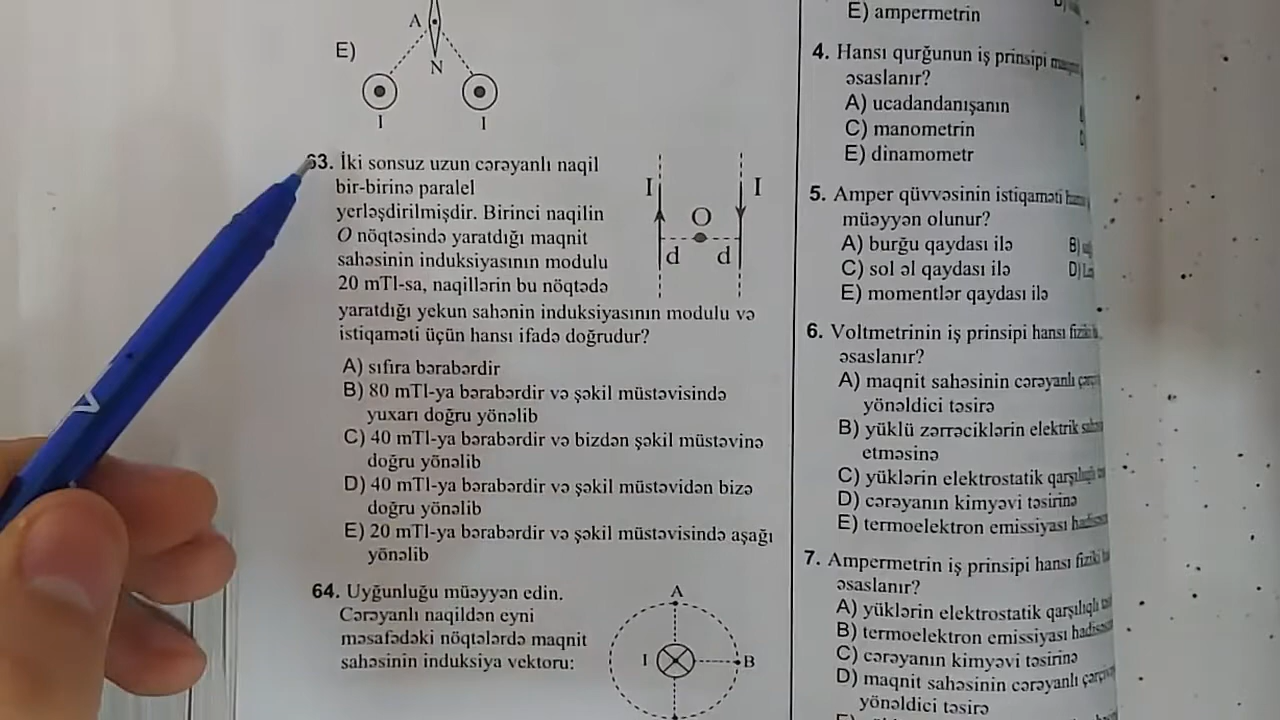 A
E)
N
I
I
63. İki sonsuz uzun cərəyanlı naqil
bir-birinə paralel
yerləşdirilmişdir. Birinci naqilin
O nöqtəsində yaratdığı maqnit
sahəsinin induksiyasının modulu
20 mTl-sa, naqillərin bu nöqtədə
yaratdığı yekun sahənin induksiyasının modulu və
istiqaməti üçün hansı ifadə doğrudur?
I
I
O
d
d
A) sıfıra bərabərdir
B) 80 mTl-ya bərabərdir və şəkil müstəvisində
yuxarı doğru yönəlib
C) 40 mTl-ya bərabərdir və bizdən şəkil müstəvinə
doğru yönəlib
D) 40 mTl-ya bərabərdir və şəkil müstəvidən bizə
doğru yönəlib
E) 20 mTl-ya bərabərdir və şəkil müstəvisində aşağı
yönəlib
64. Uyğunluğu müəyyən edin.
Cərəyanlı naqildən eyni
məsafədəki nöqtələrdə maqnit
sahəsinin induksiya vektoru:
A
I
B
E) ampermetrin
4. Hansı qurğunun iş prinsipi
əsaslanır?
A) ucadandanışanın
C) manometrin
E) dinamometr
5. Amper qüvvəsinin istiqaməti
müəyyən olunur?
A) burğu qaydası ilə
B)
C) sol əl qaydası ilə
D)
E) momentlər qaydası ilə
6. Voltmetrinin iş prinsipi hansı
əsaslanır?
A) maqnit sahəsinin cərəyanlı
yönəldici təsirə
B) yüklü zərrəciklərin elektrik
etməsinə
C) yüklərin elektrostatik
D) cərəyanın kimyəvi təsirinə
E) termoelektron emissiyası
7. Ampermetrin iş prinsipi hansı
əsaslanır?
A) yüklərin elektrostatik
B) termoelektron emissiyası
C) cərəyanın kimyəvi təsirinə
D) maqnit sahəsinin cərəyanlı
yönəldici təsirə